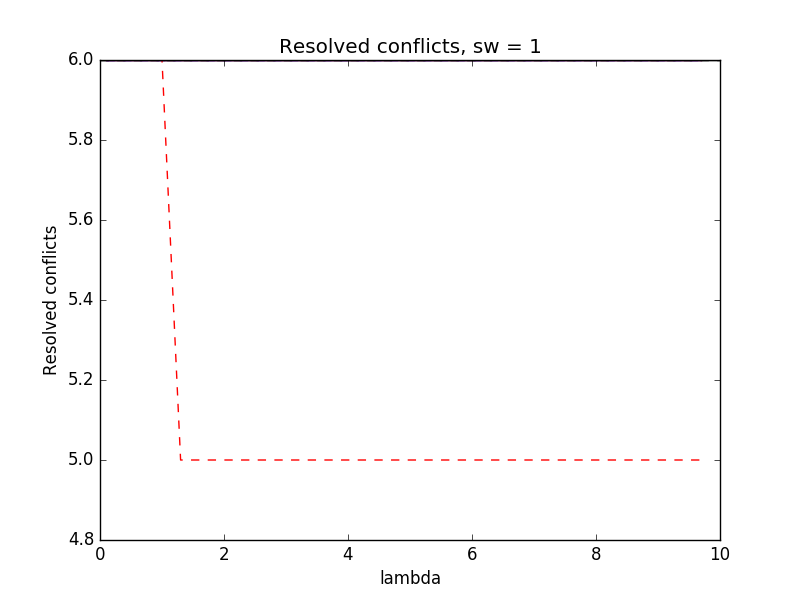 Resolved conflicts, sw = 1
6.0
5.8
5.6
5.4
5.2
5.0
4.8
Resolved conflicts
0 2 4 6 8 10
lambda